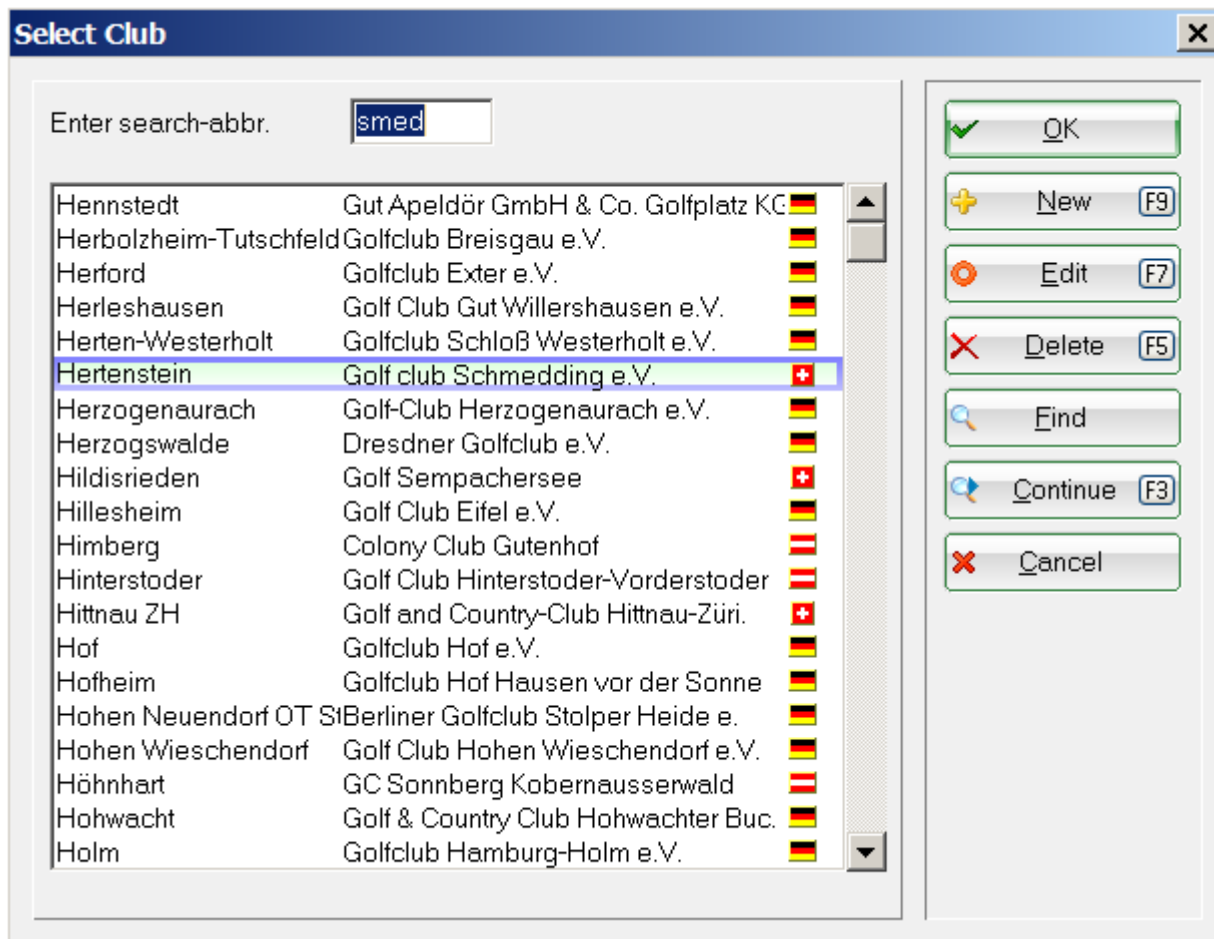 Select Club
Enter search-abbr. smed
Hennstedt Gut Apeldör GmbH & Co. Golfplatz KG
Herbolzheim-Tutschfeld Golfclub Breisgau e.V.
Herford Golfclub Exter e.V.
Herleshausen Golf Club Gut Willershausen e.V.
Herten-Westerholt Golfclub Schloß Westerholt e.V.
Hertenstein Golf club Schmedding e.V.
Herzogenaurach Golf-Club Herzogenaurach e.V.
Herzogswalde Dresdner Golfclub e.V.
Hildisrieden Golf Sempachersee
Hillesheim Golf Club Eifel e.V.
Himberg Colony Club Gutenhof
Hinterstoder Golf Club Hinterstoder-Vorderstoder
Hittnau ZH Golf and Country-Club Hittnau-Züri.
Hof Golfclub Hof e.V.
Hofheim Golfclub Hof Hausen vor der Sonne
Hohen Neuendorf OT St Berliner Golfclub Stolper Heide e.
Hohen Wieschendorf Golf Club Hohen Wieschendorf e.V.
Höhnhart GC Sonnberg Kobernausserwald
Hohwacht Golf & Country Club Hohwachter Buc.
Holm Golfclub Hamburg-Holm e.V.
OK
New F9
Edit F7
Delete F5
Find
Continue F3
Cancel